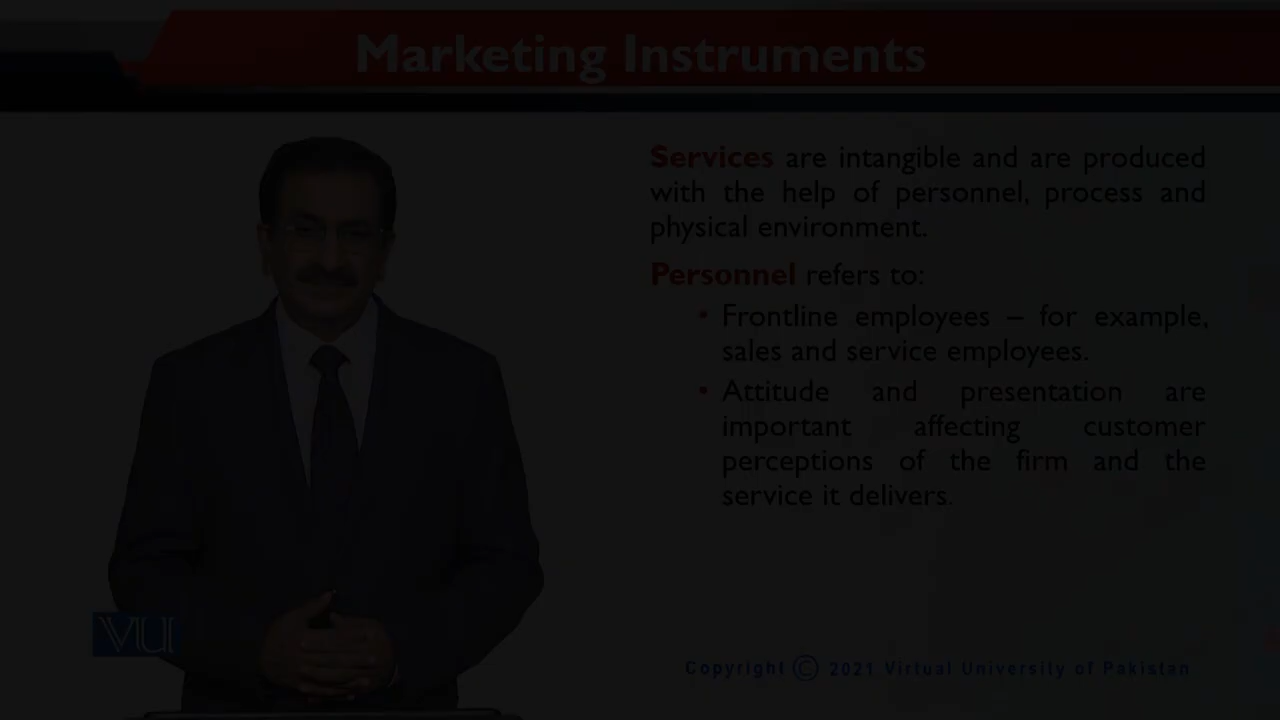 Marketing Instruments
Services are intangible and are produced
with the help of personnel, process and
physical environment.
Personnel refers to:
• Frontline employees – for example,
sales and service employees.
• Attitude and presentation are
important affecting customer
perceptions of the firm and the
service it delivers.
VU
Copyright © 2021 Virtual University of Pakistan